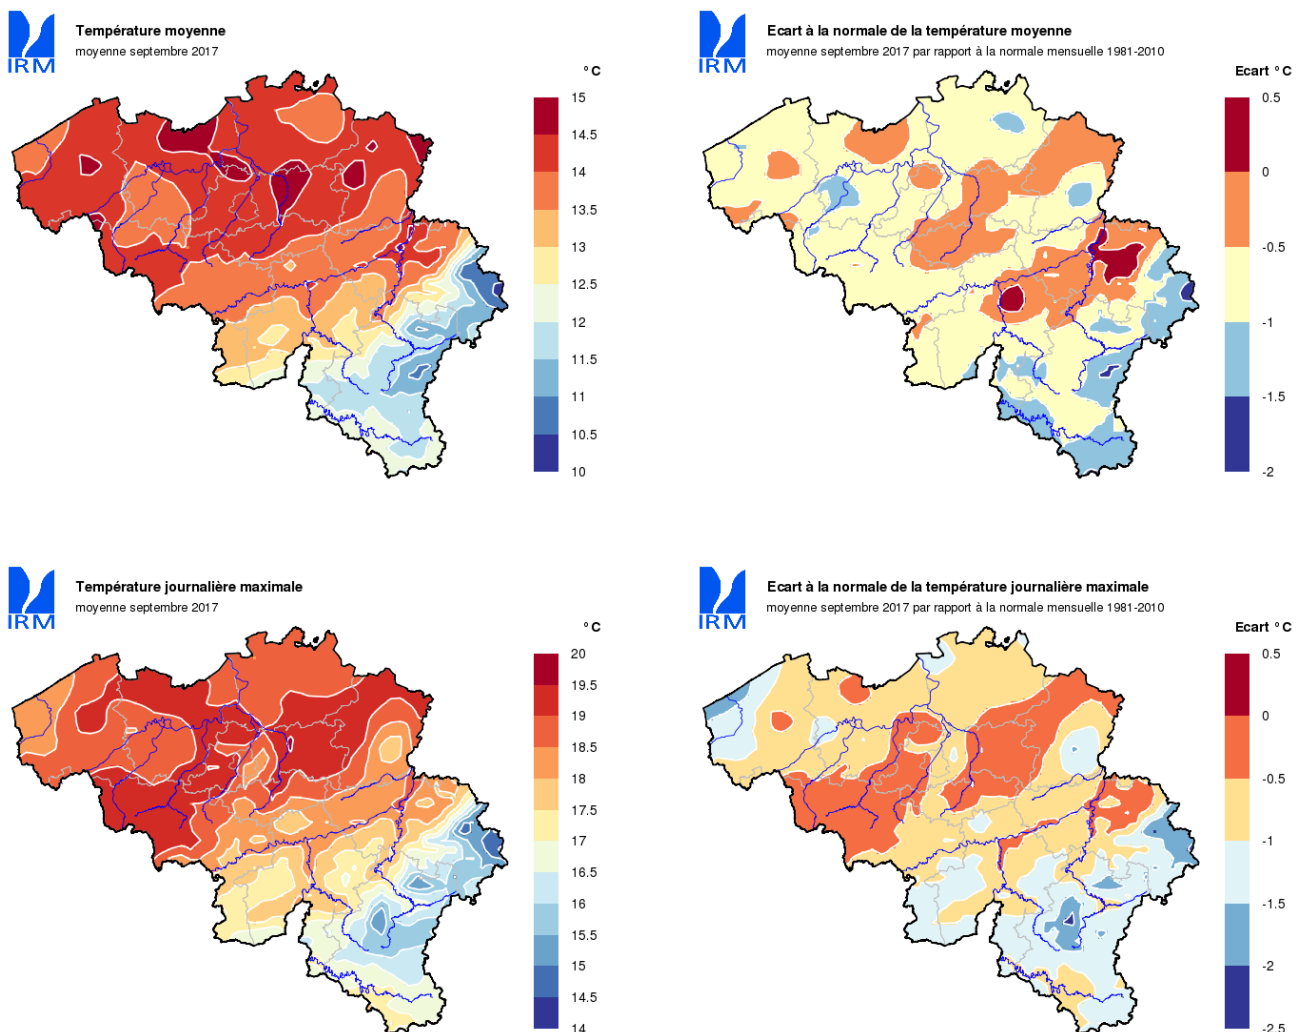 IRM
Température moyenne
moyenne septembre 2017
°C
15
14.5
14
13.5
13
12.5
12
11.5
11
10.5
10
IRM
Ecart à la normale de la température moyenne
moyenne septembre 2017 par rapport à la normale mensuelle 1981-2010
Ecart °C
0.5
0
-0.5
-1
-1.5
-2
IRM
Température journalière maximale
moyenne septembre 2017
°C
20
19.5
19
18.5
18
17.5
17
16.5
16
15.5
15
14.5
14
IRM
Ecart à la normale de la température journalière maximale
moyenne septembre 2017 par rapport à la normale mensuelle 1981-2010
Ecart °C
0.5
0
-0.5
-1
-1.5
-2
-2.5